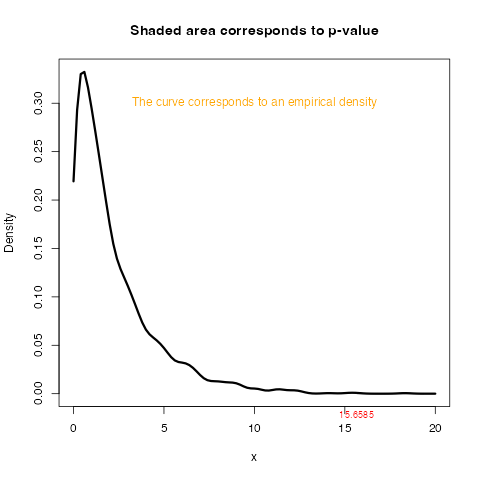 Shaded area corresponds to p-value
The curve corresponds to an empirical density
Density
0.30
0.25
0.20
0.15
0.10
0.05
0.00
15.6585
0 5 10 15 20
x